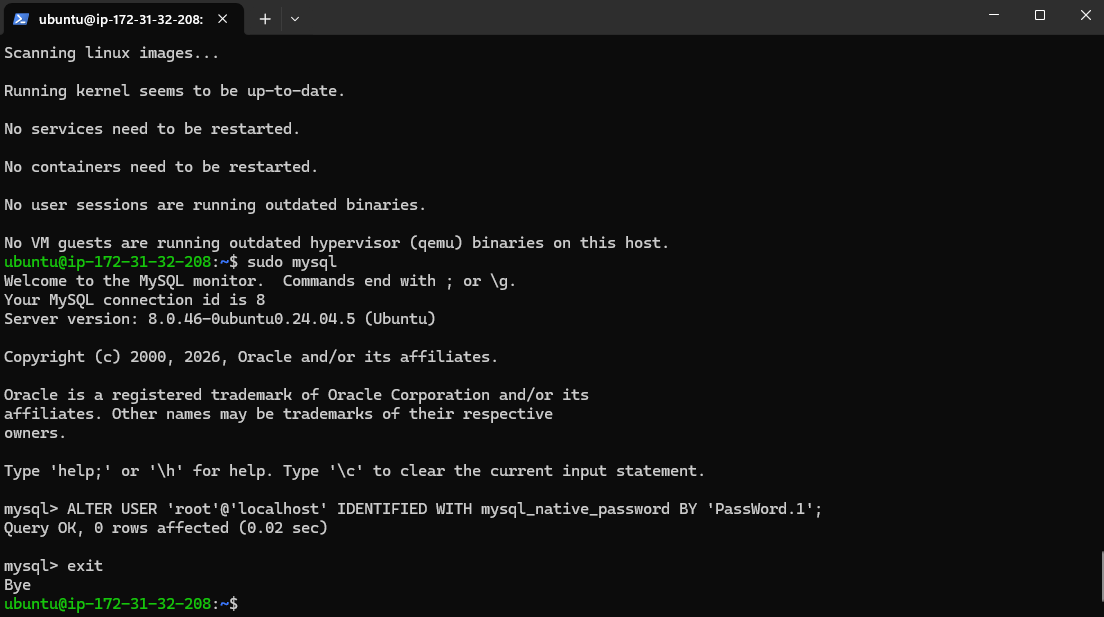 ubuntu@ip-172-31-32-208:
Scanning linux images...
Running kernel seems to be up-to-date.
No services need to be restarted.
No containers need to be restarted.
No user sessions are running outdated binaries.
No VM guests are running outdated hypervisor (qemu) binaries on this host.
ubuntu@ip-172-31-32-208:~$ sudo mysql
Welcome to the MySQL monitor.  Commands end with ; or \g.
Your MySQL connection id is 8
Server version: 8.0.46-0ubuntu0.24.04.5 (Ubuntu)
Copyright (c) 2000, 2026, Oracle and/or its affiliates.
Oracle is a registered trademark of Oracle Corporation and/or its
affiliates. Other names may be trademarks of their respective
owners.
Type 'help;' or '\h' for help. Type '\c' to clear the current input statement.
mysql> ALTER USER 'root'@'localhost' IDENTIFIED WITH mysql_native_password BY 'PassWord.1';
Query OK, 0 rows affected (0.02 sec)
mysql> exit
Bye
ubuntu@ip-172-31-32-208:~$